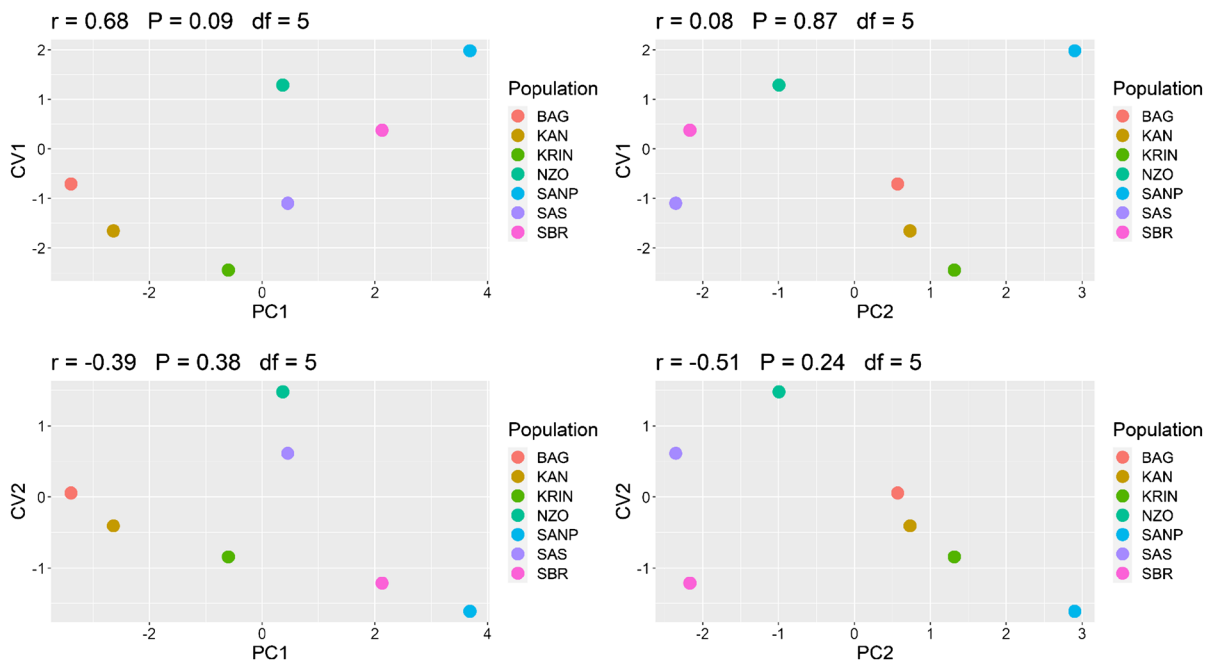 r = 0.68 P = 0.09 df = 5
CV1
2
1
0
-1
-2
-2
0
2
4
PC1
Population
BAG
KAN
KRIN
NZO
SANP
SAS
SBR
r = 0.08 P = 0.87 df = 5
CV1
2
1
0
-1
-2
-2
-1
0
1
2
3
PC2
Population
BAG
KAN
KRIN
NZO
SANP
SAS
SBR
r = -0.39 P = 0.38 df = 5
CV2
1
0
-1
-2
0
2
4
PC1
Population
BAG
KAN
KRIN
NZO
SANP
SAS
SBR
r = -0.51 P = 0.24 df = 5
CV2
1
0
-1
-2
-1
0
1
2
3
PC2
Population
BAG
KAN
KRIN
NZO
SANP
SAS
SBR